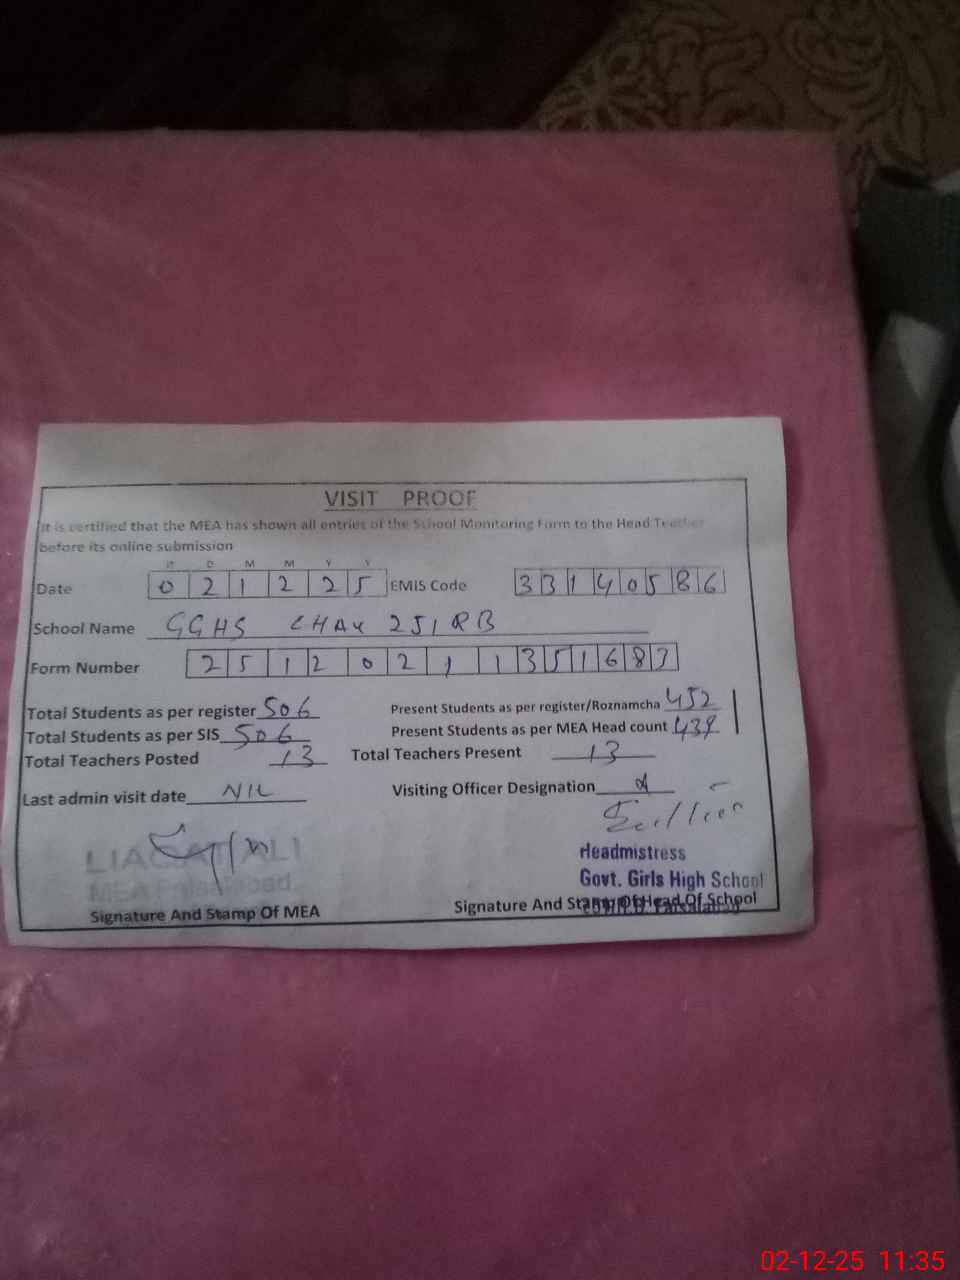 VISIT PROOF
It is certified that the MEA has shown all entries of the School Monitoring Form to the Head Teacher
before its online submission
D D M M Y Y
Date 0 2 1 2 2 5 EMIS Code 3 3 1 4 0 5 8 6
School Name GGHS CHAK 251 RB
Form Number 2 5 1 2 0 2 1 1 3 5 1 6 8 3
Total Students as per register 506 Present Students as per register/Roznamcha 452
Total Students as per SIS 506 Present Students as per MEA Head count 439
Total Teachers Posted 13 Total Teachers Present 13
Last admin visit date NIL Visiting Officer Designation
LIAQAT ALI
MEA Faisalabad.
Signature And Stamp Of MEA
Headmistress
Govt. Girls High School
Signature And Stamp Of Head Of School
02-12-25 11:35